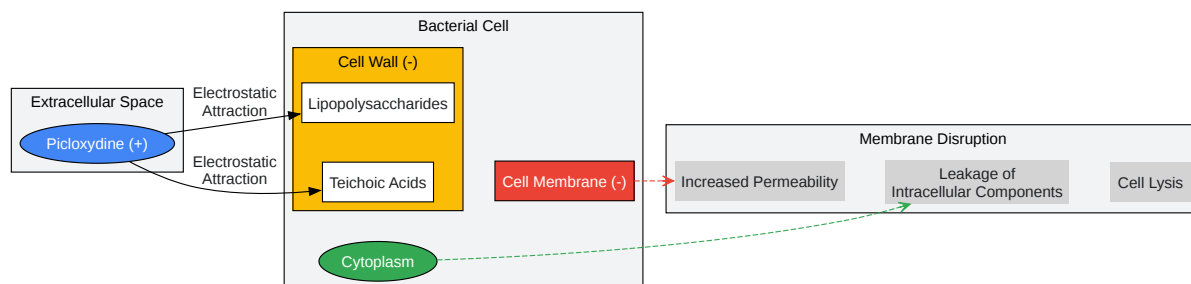 Bacterial Cell
Cell Wall (-)
Lipopolysaccharides
Teichoic Acids
Extracellular Space
Picloxydine (+)
Electrostatic
Attraction
Electrostatic
Attraction
Cell Membrane (-)
Cytoplasm
Membrane Disruption
Increased Permeability
Leakage of
Intracellular Components
Cell Lysis